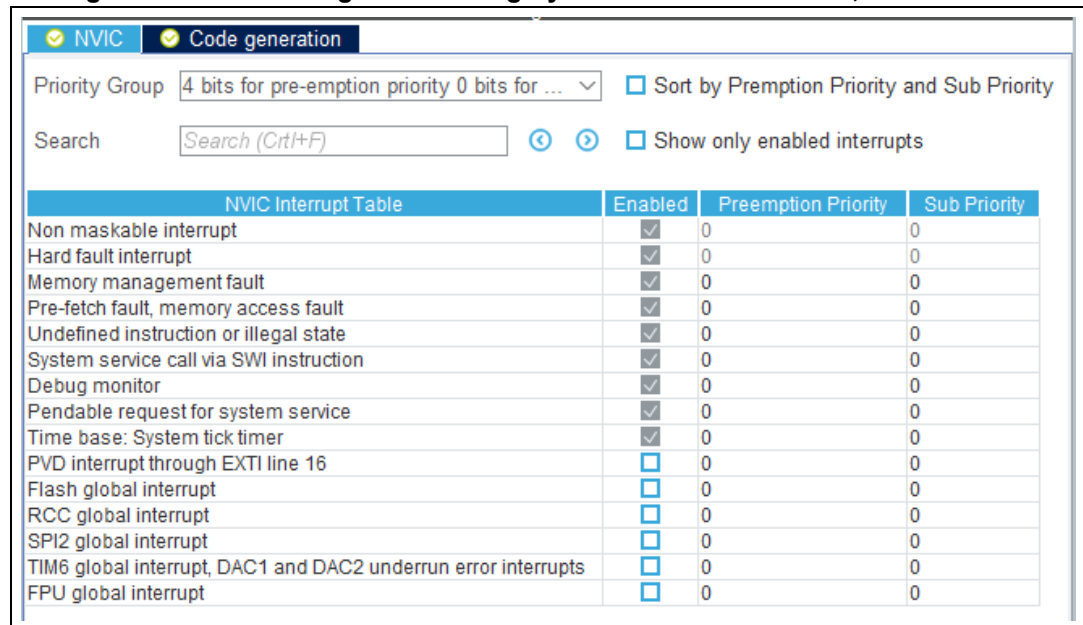 NVIC Code generation
Priority Group 4 bits for pre-emption priority 0 bits for ... Sort by Premption Priority and Sub Priority
Search Search (Crtl+F) Show only enabled interrupts
NVIC Interrupt Table Enabled Preemption Priority Sub Priority
Non maskable interrupt 0 0
Hard fault interrupt 0 0
Memory management fault 0 0
Pre-fetch fault, memory access fault 0 0
Undefined instruction or illegal state 0 0
System service call via SWI instruction 0 0
Debug monitor 0 0
Pendable request for system service 0 0
Time base: System tick timer 0 0
PVD interrupt through EXTI line 16 0 0
Flash global interrupt 0 0
RCC global interrupt 0 0
SPI2 global interrupt 0 0
TIM6 global interrupt, DAC1 and DAC2 underrun error interrupts 0 0
FPU global interrupt 0 0